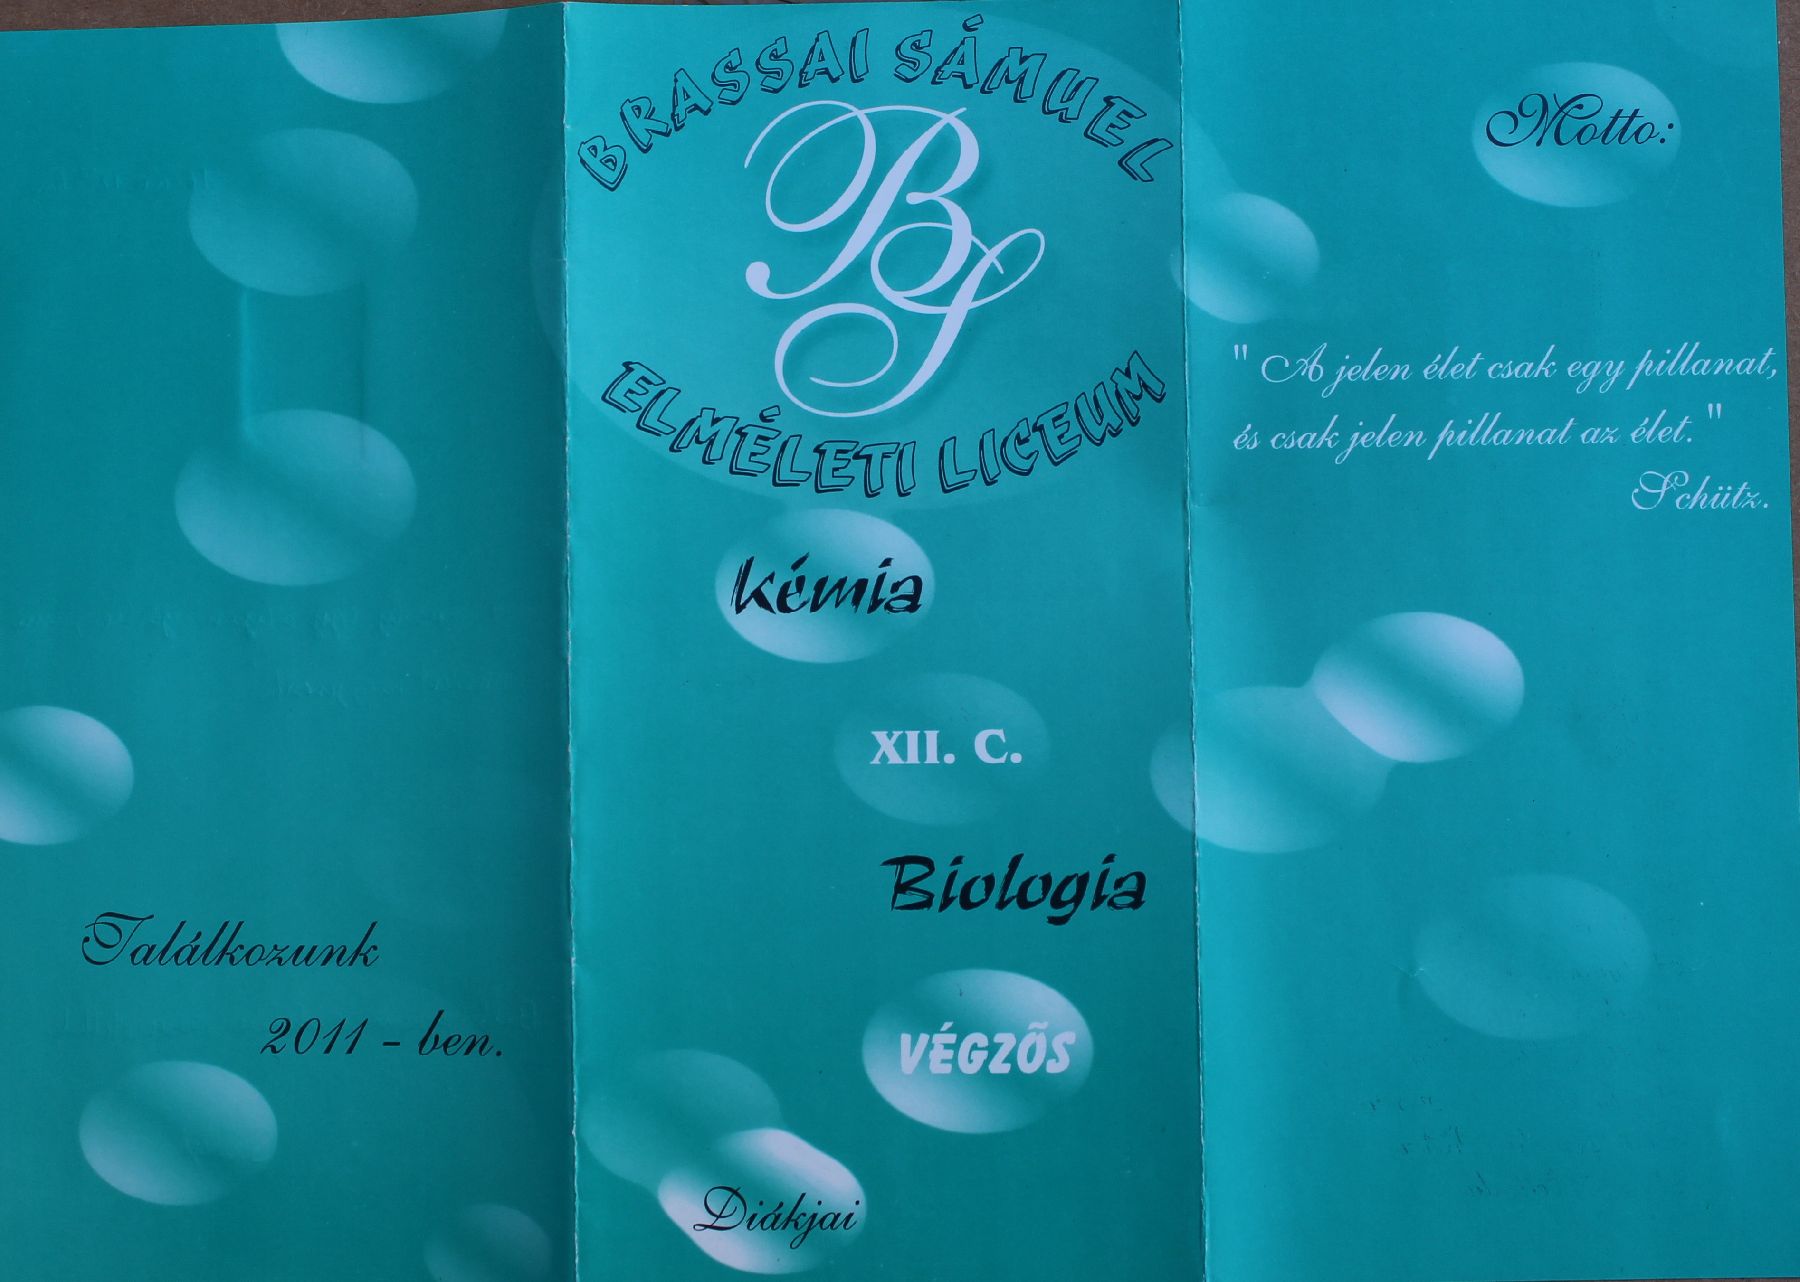 Találkozunk
2011 - ben.
BRASSAI SÁMUEL
BS
ELMÉLETI LICEUM
Kémia
XII. C.
Biologia
VÉGZÕS
Diákjai
Motto:
" A jelen élet csak egy pillanat,
és csak jelen pillanat az élet. "
Schütz.